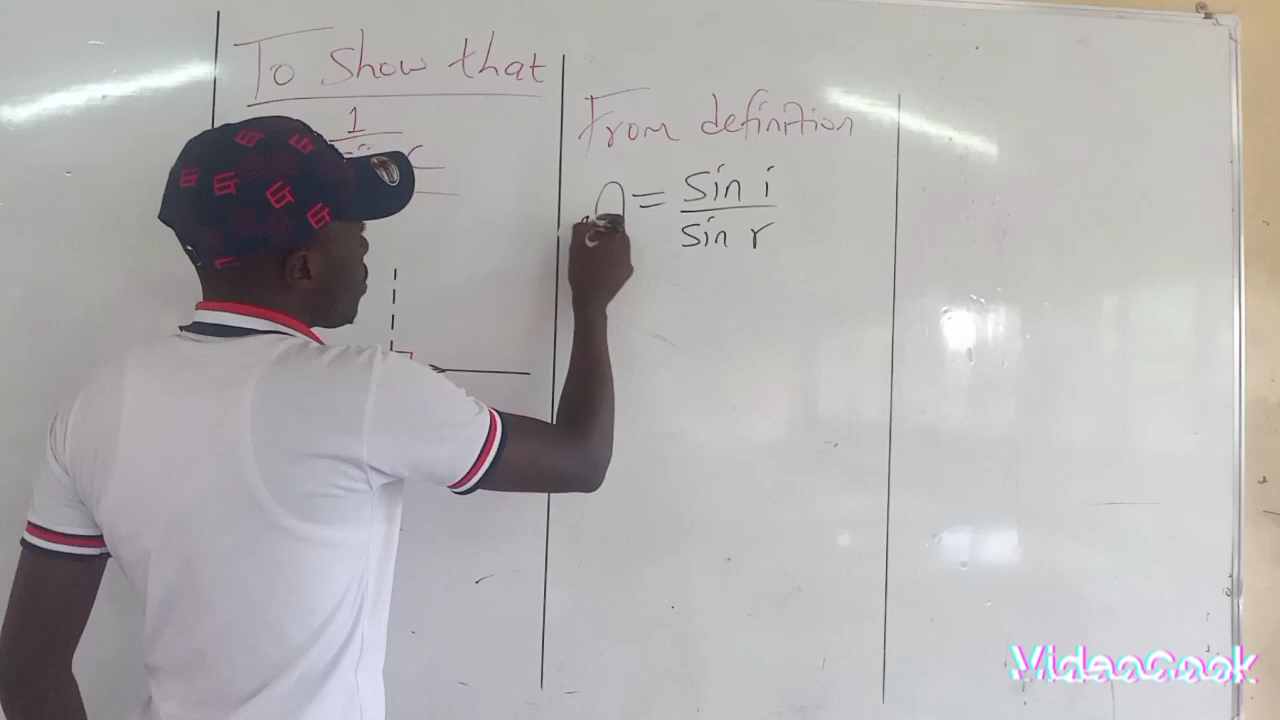 To Show that
1
c
From definition
n = Sin i
Sin r
VideoCook